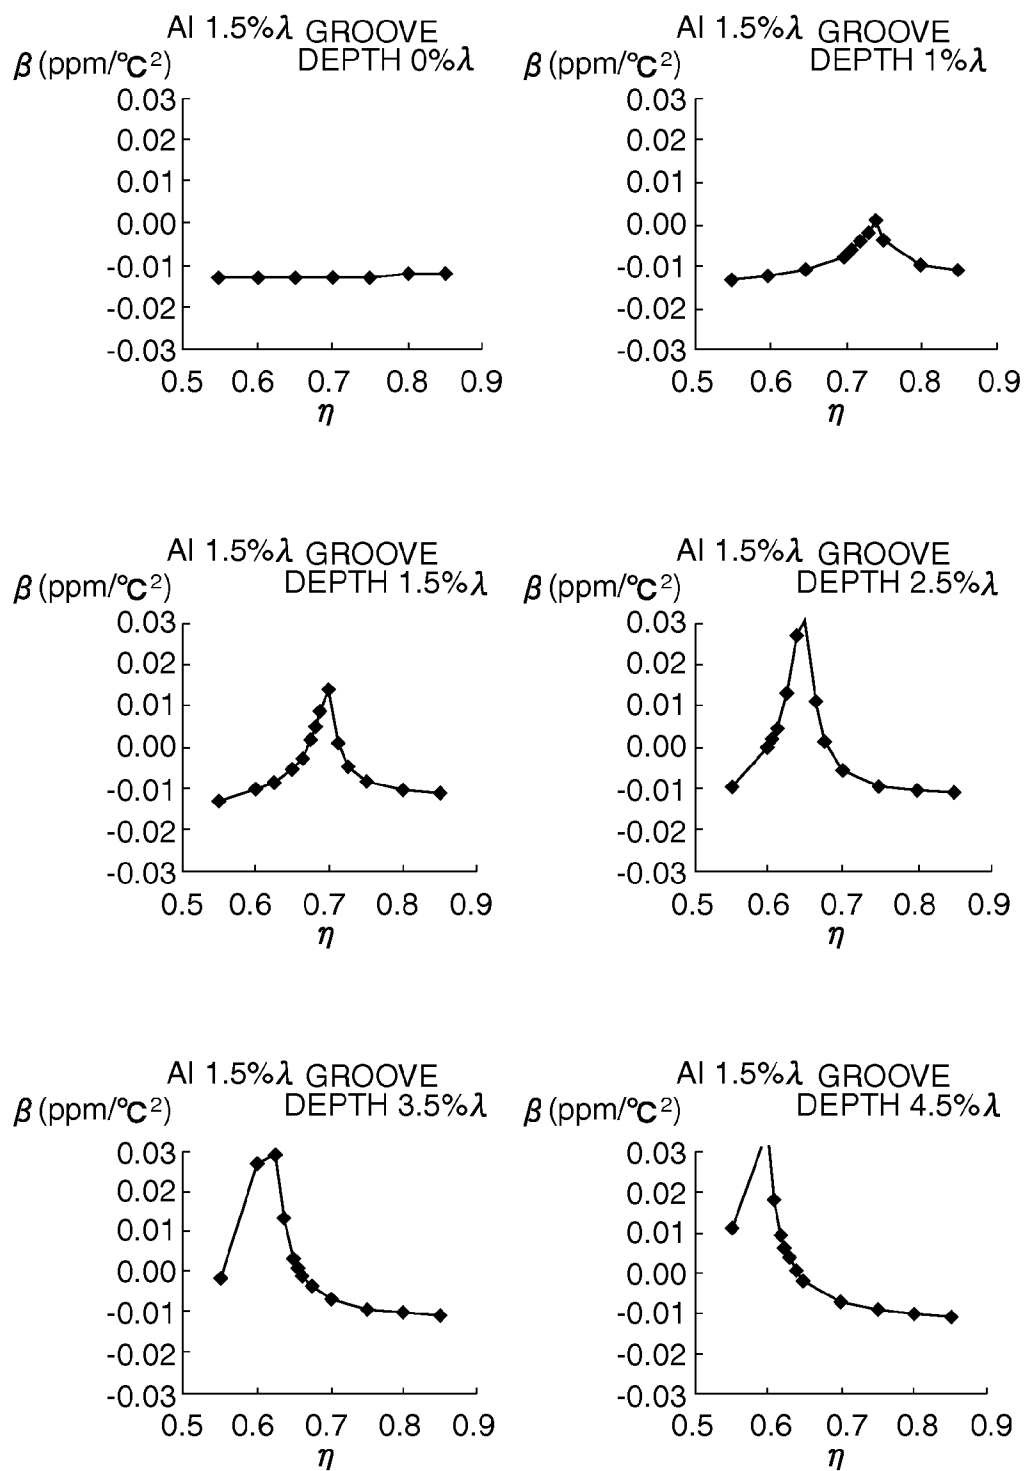 Al 1.5%λ GROOVE
DEPTH 0%λ
β (ppm/°C²)
0.03
0.02
0.01
0.00
-0.01
-0.02
-0.03
0.5 0.6 0.7 0.8 0.9
η
Al 1.5%λ GROOVE
DEPTH 1%λ
β (ppm/°C²)
0.03
0.02
0.01
0.00
-0.01
-0.02
-0.03
0.5 0.6 0.7 0.8 0.9
η
Al 1.5%λ GROOVE
DEPTH 1.5%λ
β (ppm/°C²)
0.03
0.02
0.01
0.00
-0.01
-0.02
-0.03
0.5 0.6 0.7 0.8 0.9
η
Al 1.5%λ GROOVE
DEPTH 2.5%λ
β (ppm/°C²)
0.03
0.02
0.01
0.00
-0.01
-0.02
-0.03
0.5 0.6 0.7 0.8 0.9
η
Al 1.5%λ GROOVE
DEPTH 3.5%λ
β (ppm/°C²)
0.03
0.02
0.01
0.00
-0.01
-0.02
-0.03
0.5 0.6 0.7 0.8 0.9
η
Al 1.5%λ GROOVE
DEPTH 4.5%λ
β (ppm/°C²)
0.03
0.02
0.01
0.00
-0.01
-0.02
-0.03
0.5 0.6 0.7 0.8 0.9
η